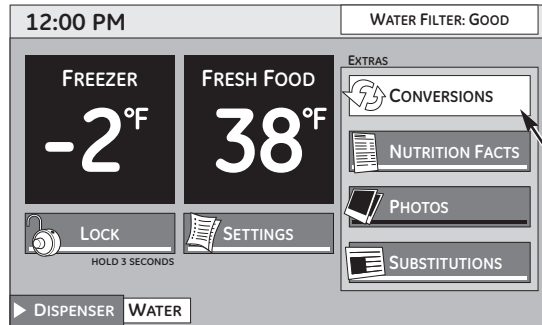 12:00 PM
WATER FILTER: GOOD
EXTRAS
FREEZER
-2°F
FRESH FOOD
38°F
CONVERSIONS
NUTRITION FACTS
PHOTOS
SUBSTITUTIONS
LOCK
HOLD 3 SECONDS
SETTINGS
DISPENSER WATER